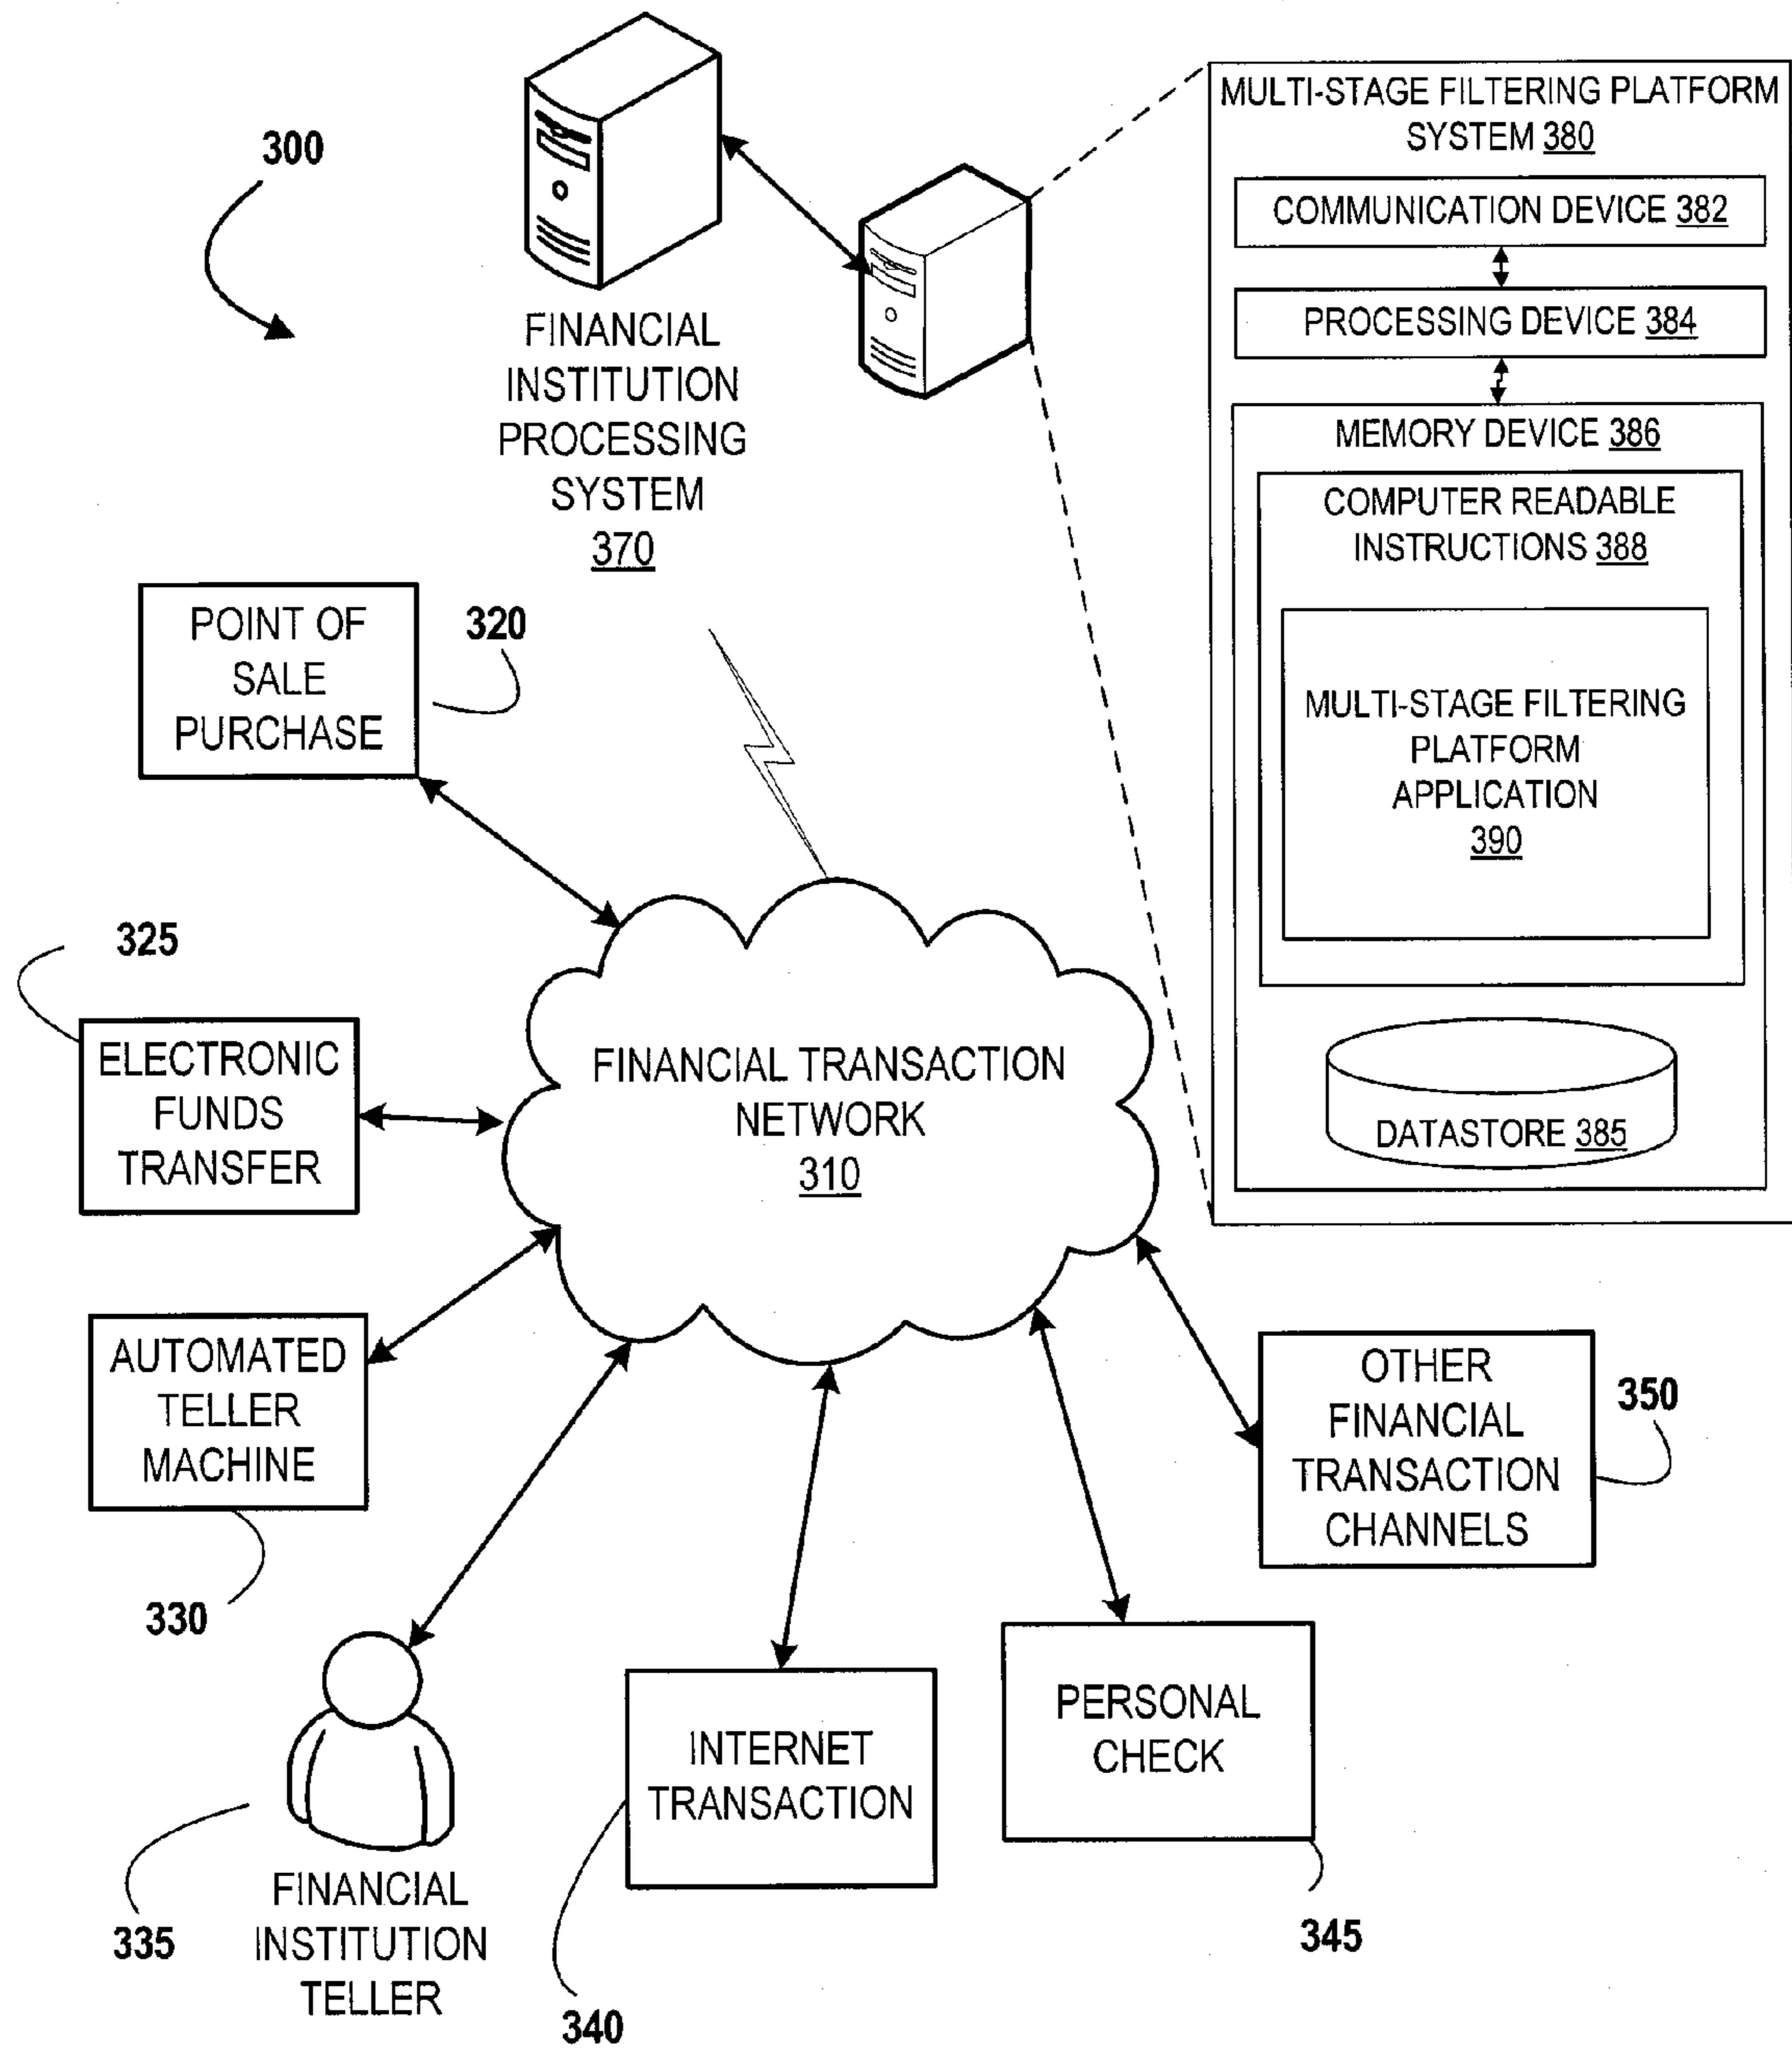 300
FINANCIAL
INSTITUTION
PROCESSING
SYSTEM
370
MULTI-STAGE FILTERING PLATFORM
SYSTEM 380
COMMUNICATION DEVICE 382
PROCESSING DEVICE 384
MEMORY DEVICE 386
COMPUTER READABLE
INSTRUCTIONS 388
MULTI-STAGE FILTERING
PLATFORM
APPLICATION
390
DATASTORE 385
POINT OF
SALE
PURCHASE
320
325
ELECTRONIC
FUNDS
TRANSFER
FINANCIAL TRANSACTION
NETWORK
310
AUTOMATED
TELLER
MACHINE
330
OTHER
FINANCIAL
TRANSACTION
CHANNELS
350
FINANCIAL
INSTITUTION
TELLER
335
INTERNET
TRANSACTION
340
PERSONAL
CHECK
345